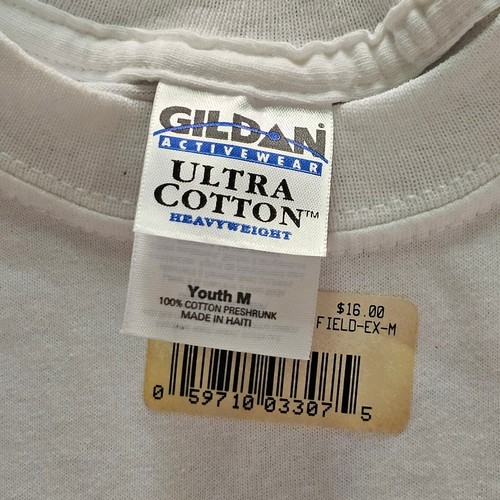 GILDAN
ACTIVEWEAR
ULTRA
COTTON™
HEAVYWEIGHT
Youth M
100% COTTON PRESHRUNK
MADE IN HAITI
$16.00
FIELD-EX-M
0 59710 03307 5